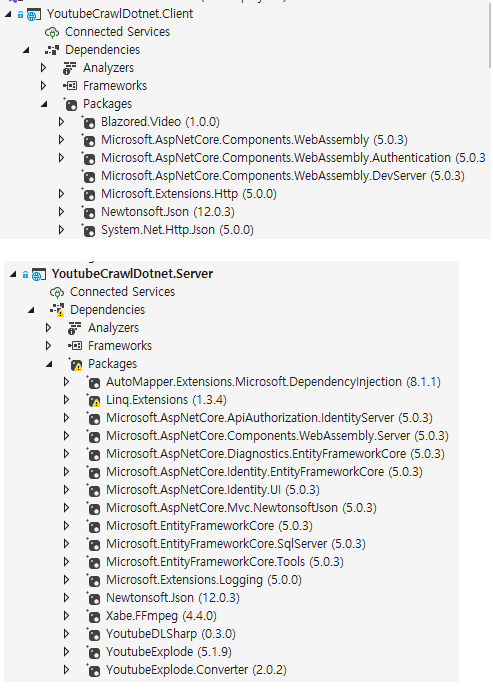 YoutubeCrawlDotnet.Client
Connected Services
Dependencies
Analyzers
Frameworks
Packages
Blazored.Video (1.0.0)
Microsoft.AspNetCore.Components.WebAssembly (5.0.3)
Microsoft.AspNetCore.Components.WebAssembly.Authentication (5.0.3
Microsoft.AspNetCore.Components.WebAssembly.DevServer (5.0.3)
Microsoft.Extensions.Http (5.0.0)
Newtonsoft.Json (12.0.3)
System.Net.Http.Json (5.0.0)
YoutubeCrawlDotnet.Server
Connected Services
Dependencies
Analyzers
Frameworks
Packages
AutoMapper.Extensions.Microsoft.DependencyInjection (8.1.1)
Linq.Extensions (1.3.4)
Microsoft.AspNetCore.ApiAuthorization.IdentityServer (5.0.3)
Microsoft.AspNetCore.Components.WebAssembly.Server (5.0.3)
Microsoft.AspNetCore.Diagnostics.EntityFrameworkCore (5.0.3)
Microsoft.AspNetCore.Identity.EntityFrameworkCore (5.0.3)
Microsoft.AspNetCore.Identity.UI (5.0.3)
Microsoft.AspNetCore.Mvc.NewtonsoftJson (5.0.3)
Microsoft.EntityFrameworkCore (5.0.3)
Microsoft.EntityFrameworkCore.SqlServer (5.0.3)
Microsoft.EntityFrameworkCore.Tools (5.0.3)
Microsoft.Extensions.Logging (5.0.0)
Newtonsoft.Json (12.0.3)
Xabe.FFmpeg (4.4.0)
YoutubeDLSharp (0.3.0)
YoutubeExplode (5.1.9)
YoutubeExplode.Converter (2.0.2)